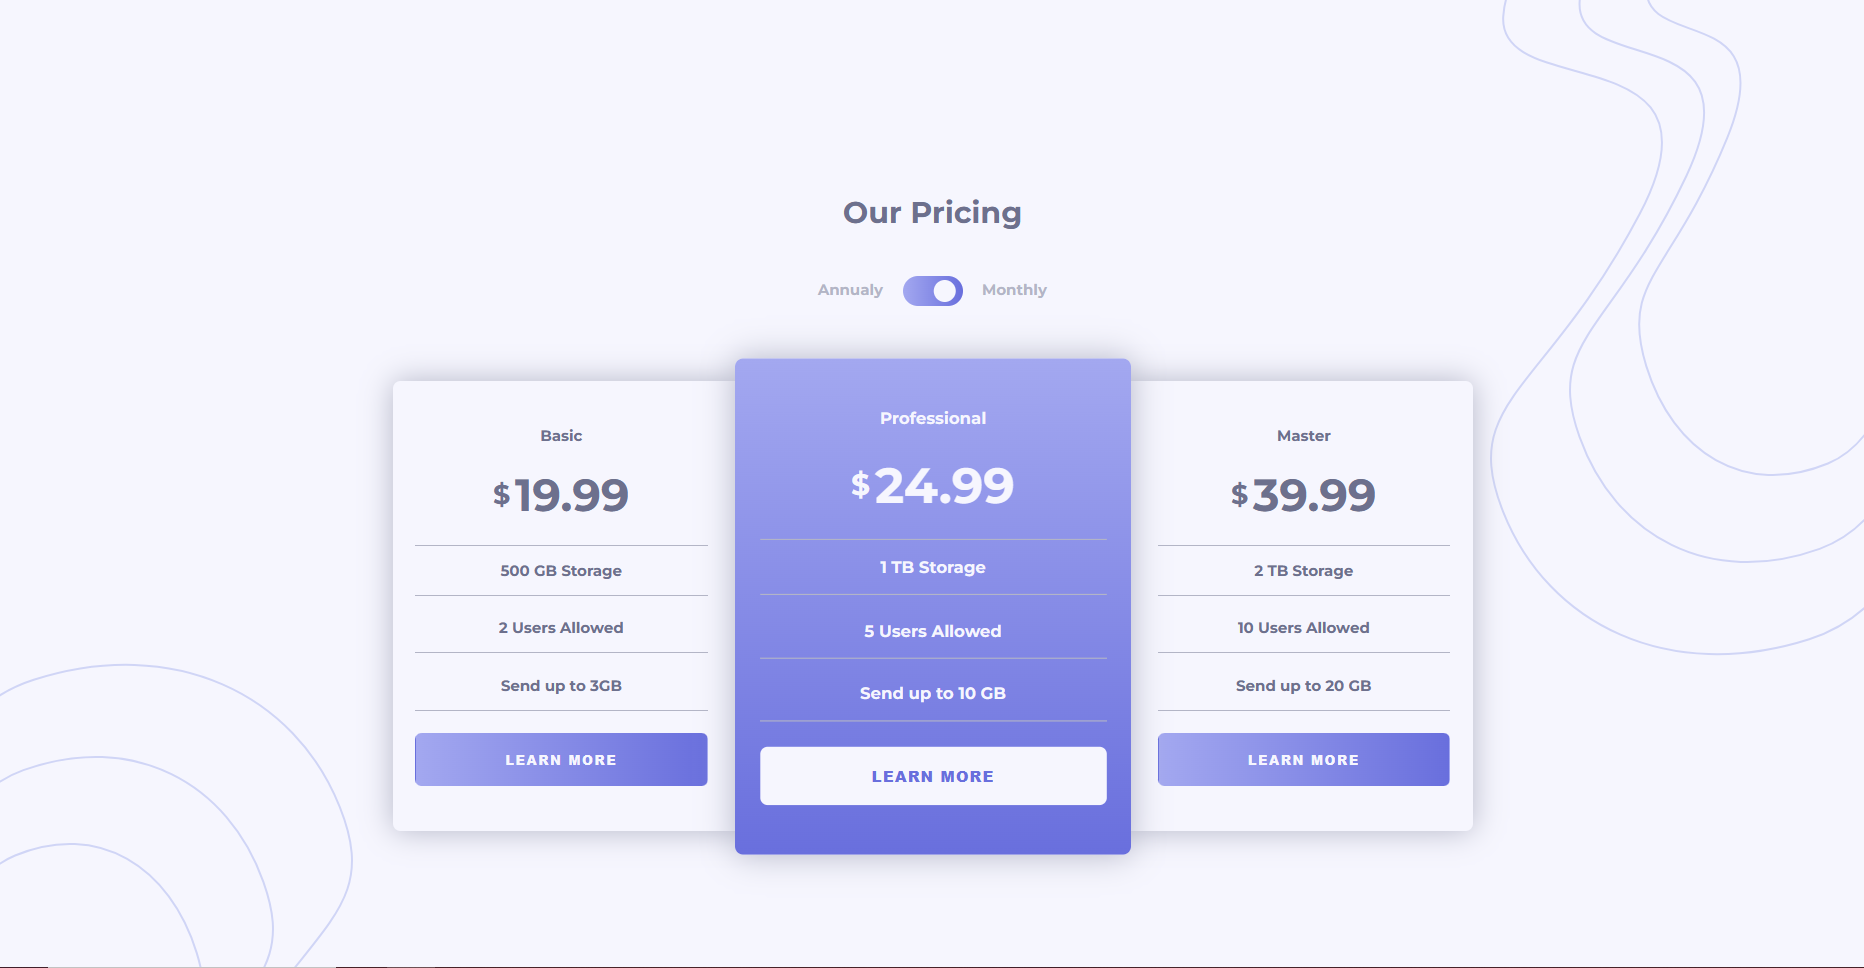 Our Pricing
Annualy
Monthly
Basic
$19.99
500 GB Storage
2 Users Allowed
Send up to 3GB
LEARN MORE
Professional
$24.99
1 TB Storage
5 Users Allowed
Send up to 10 GB
LEARN MORE
Master
$39.99
2 TB Storage
10 Users Allowed
Send up to 20 GB
LEARN MORE